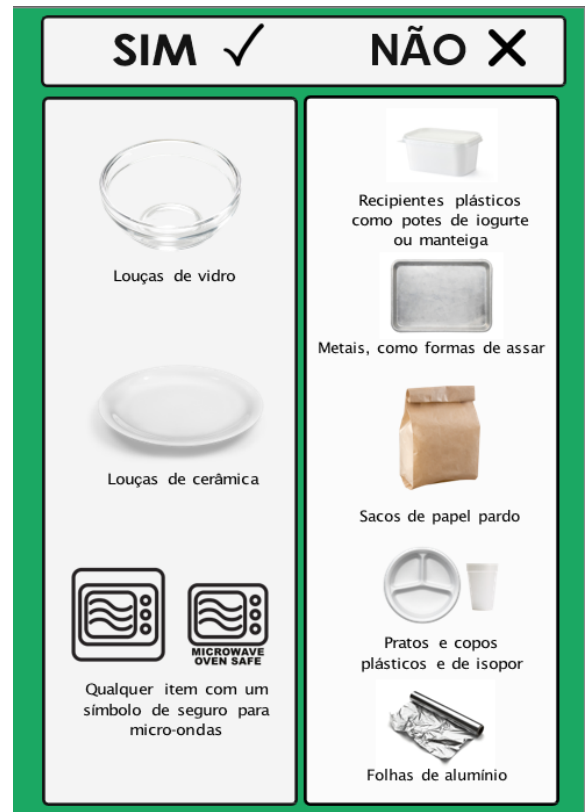 SIM
NÃO
Louças de vidro
Louças de cerâmica
MICROWAVE
OVEN SAFE
Qualquer item com um
símbolo de seguro para
micro-ondas
Recipientes plásticos
como potes de iogurte
ou manteiga
Metais, como formas de assar
Sacos de papel pardo
Pratos e copos
plásticos e de isopor
Folhas de alumínio